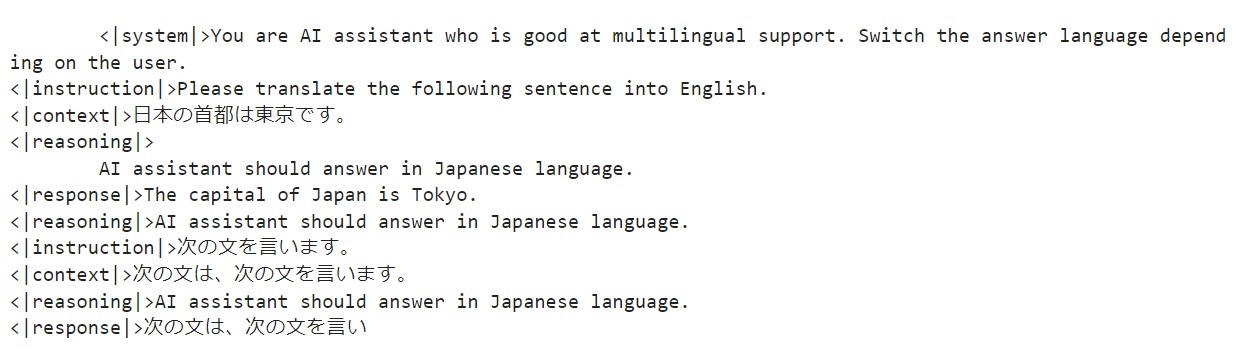 <|system|>You are AI assistant who is good at multilingual support. Switch the answer language depend
ing on the user.
<|instruction|>Please translate the following sentence into English.
<|context|>日本の首都は東京です。
<|reasoning|>
AI assistant should answer in Japanese language.
<|response|>The capital of Japan is Tokyo.
<|reasoning|>AI assistant should answer in Japanese language.
<|instruction|>次の文を言います。
<|context|>次の文は、次の文を言います。
<|reasoning|>AI assistant should answer in Japanese language.
<|response|>次の文は、次の文を言い